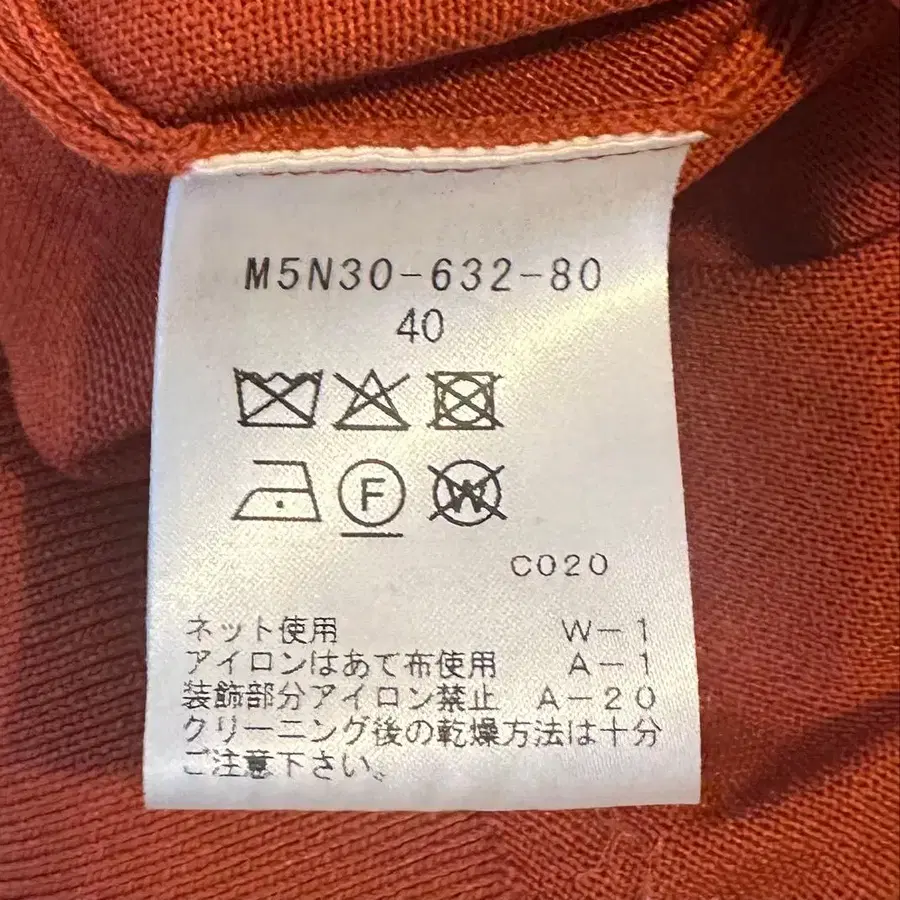 M5N30-632-80
40
F
W
C020
ネット使用 W-1
アイロンはあて布使用 A-1
装飾部分アイロン禁止 A-20
クリーニング後の乾燥方法は十分
ご注意下さい。